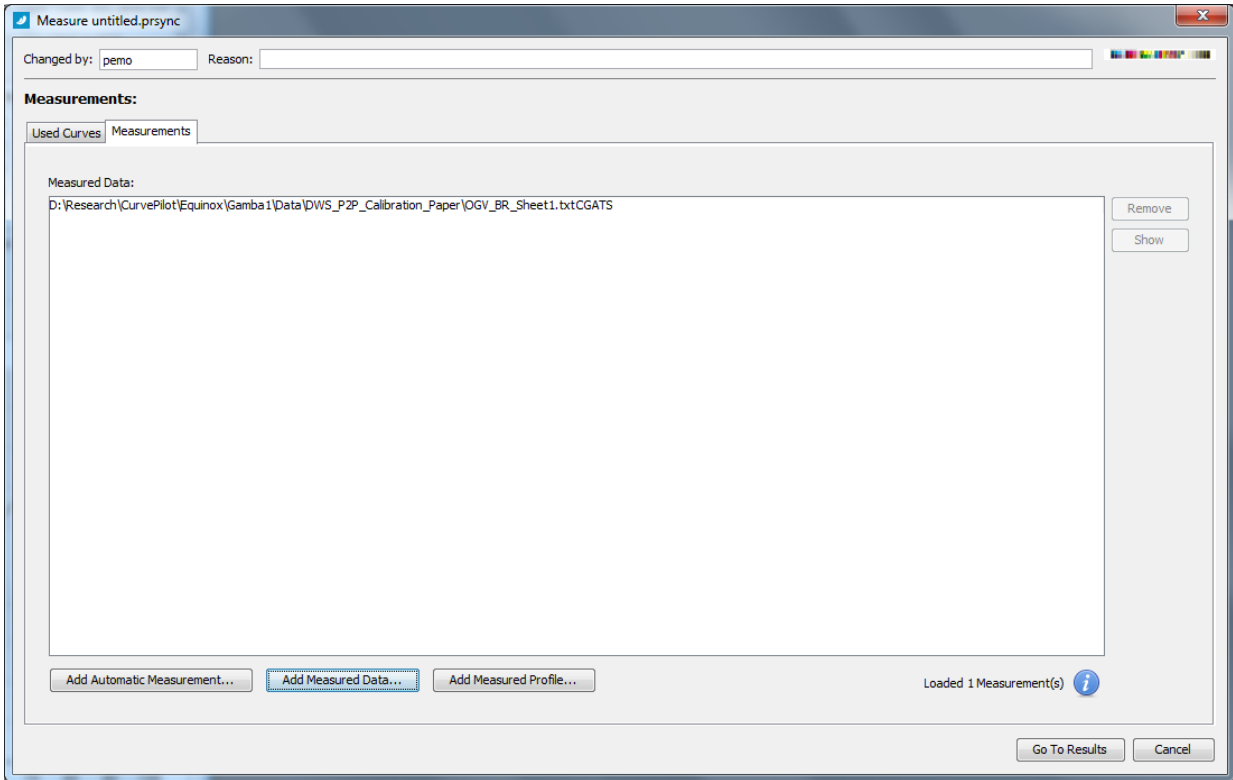 Measure untitled.prsync
Changed by: pemo Reason:
Measurements:
Used Curves Measurements
Measured Data:
D:\Research\CurvePilot\Equinox\Gamba1\Data\DWS_P2P_Calibration_Paper\OGV_BR_Sheet1.txtCGATS
Remove
Show
Add Automatic Measurement... Add Measured Data... Add Measured Profile... Loaded 1 Measurement(s)
Go To Results Cancel